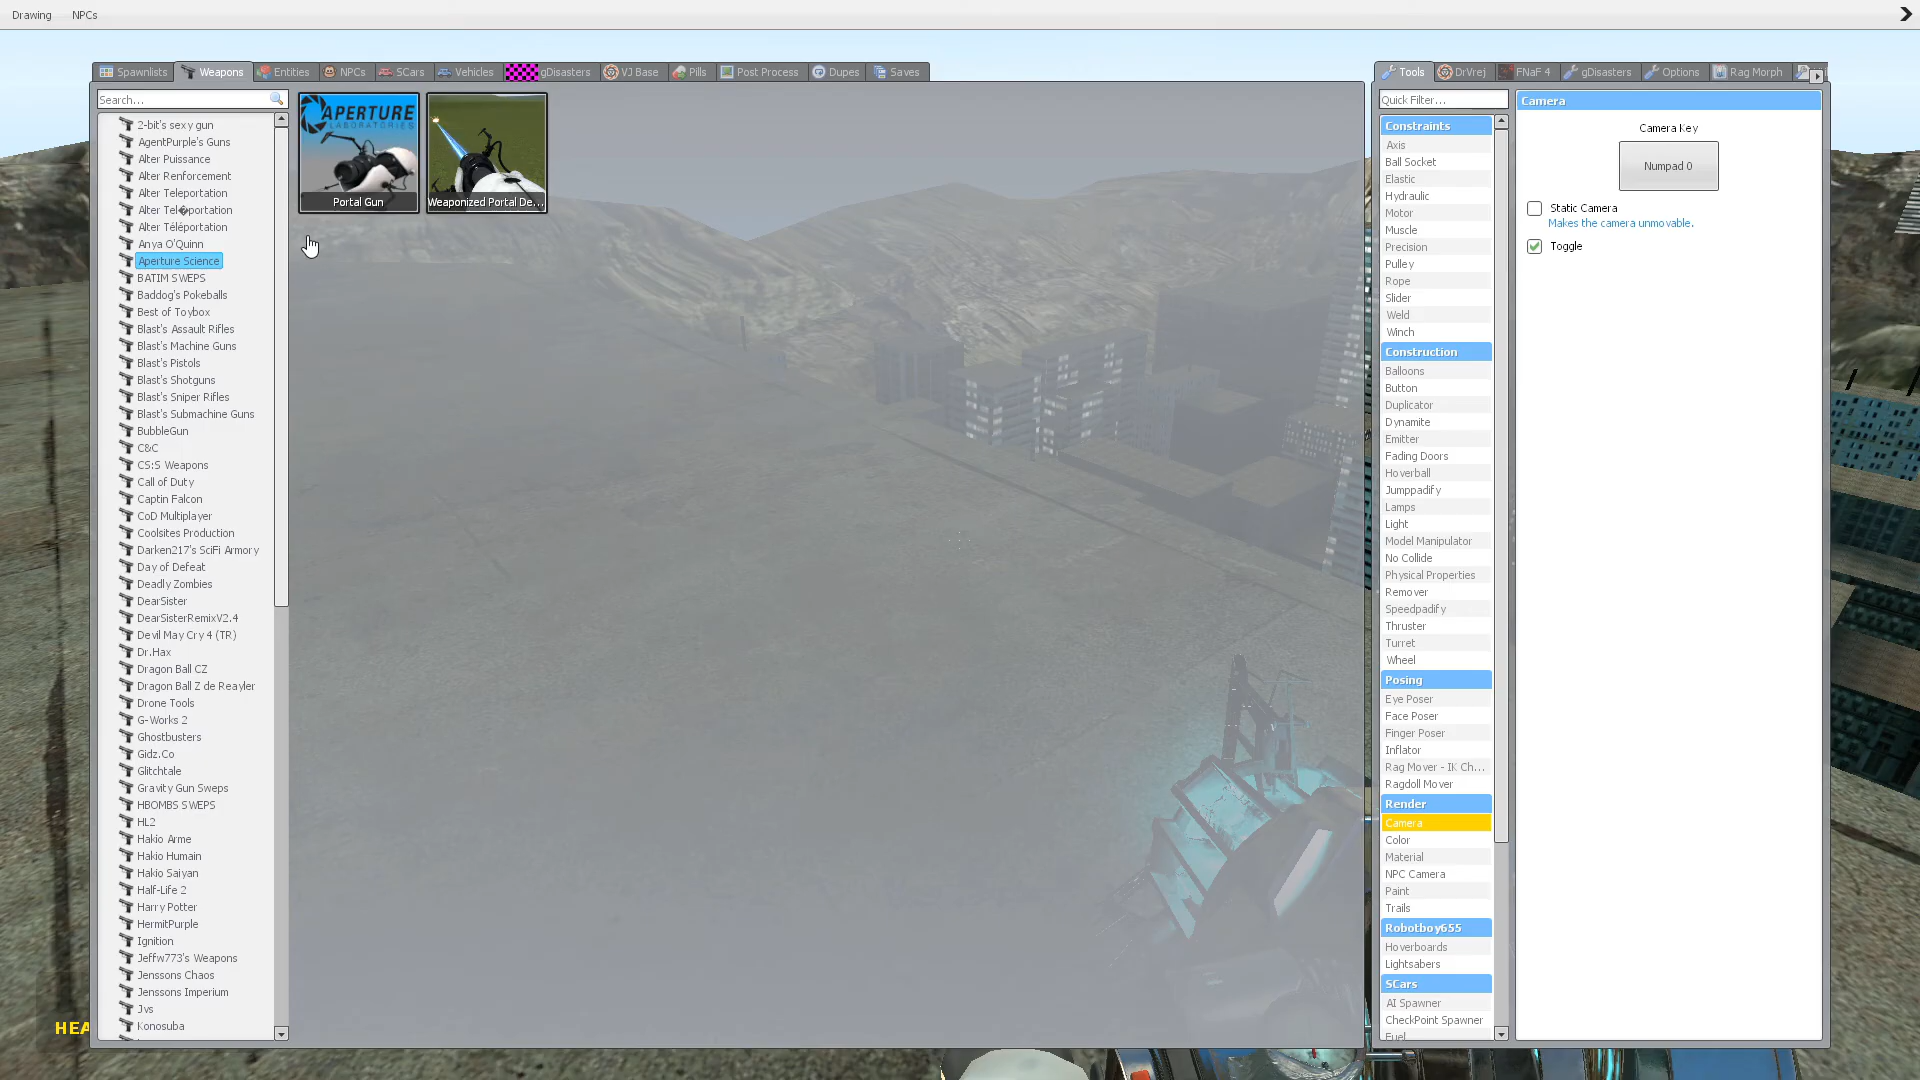 Drawing NPCs
Spawnlists Weapons Entities NPCs SCars Vehicles gDisasters VJ Base Pills Post Process Dupes Saves
Search...
2-bit's sexy gun
AgentPurple's Guns
Alter Puissance
Alter Renforcement
Alter Teleportation
Alter Tel�portation
Alter Téléportation
Anya O'Quinn
Aperture Science
BATIM SWEPS
Baddog's Pokeballs
Best of Toybox
Blast's Assault Rifles
Blast's Machine Guns
Blast's Pistols
Blast's Shotguns
Blast's Sniper Rifles
Blast's Submachine Guns
BubbleGun
C&C
CS:S Weapons
Call of Duty
Captin Falcon
CoD Multiplayer
Coolsites Production
Darken217's SciFi Armory
Day of Defeat
Deadly Zombies
DearSister
DearSisterRemixV2.4
Devil May Cry 4 (TR)
Dr.Hax
Dragon Ball CZ
Dragon Ball Z de Reayler
Drone Tools
G-Works 2
Ghostbusters
Gidz.Co
Glitchtale
Gravity Gun Sweps
HBOMBS SWEPS
HL2
Hakio Arme
Hakio Humain
Hakio Saiyan
Half-Life 2
Harry Potter
HermitPurple
Ignition
Jeffw773's Weapons
Jenssons Chaos
Jenssons Imperium
Jvs
Konosuba
APERTURE
LABORATORIES
Portal Gun
Weaponized Portal De...
HEA
Tools DrVrej FNaF 4 gDisasters Options Rag Morph
Quick Filter...
Constraints
Axis
Ball Socket
Elastic
Hydraulic
Motor
Muscle
Precision
Pulley
Rope
Slider
Weld
Winch
Construction
Balloons
Button
Duplicator
Dynamite
Emitter
Fading Doors
Hoverball
Jumppadify
Lamps
Light
Model Manipulator
No Collide
Physical Properties
Remover
Speedpadify
Thruster
Turret
Wheel
Posing
Eye Poser
Face Poser
Finger Poser
Inflator
Rag Mover - IK Ch...
Ragdoll Mover
Render
Camera
Color
Material
NPC Camera
Paint
Trails
Robotboy655
Hoverboards
Lightsabers
SCars
AI Spawner
CheckPoint Spawner
Fuel
Camera
Camera Key
Numpad 0
Static Camera
Makes the camera unmovable.
Toggle